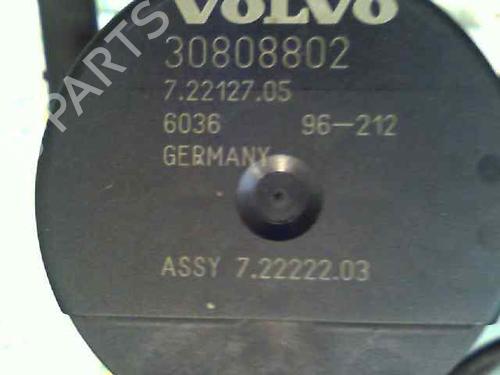 VOLVO
30808802
7.22127.05
6036 96-212
GERMANY
ASSY 7.22222.03
B-PARTS